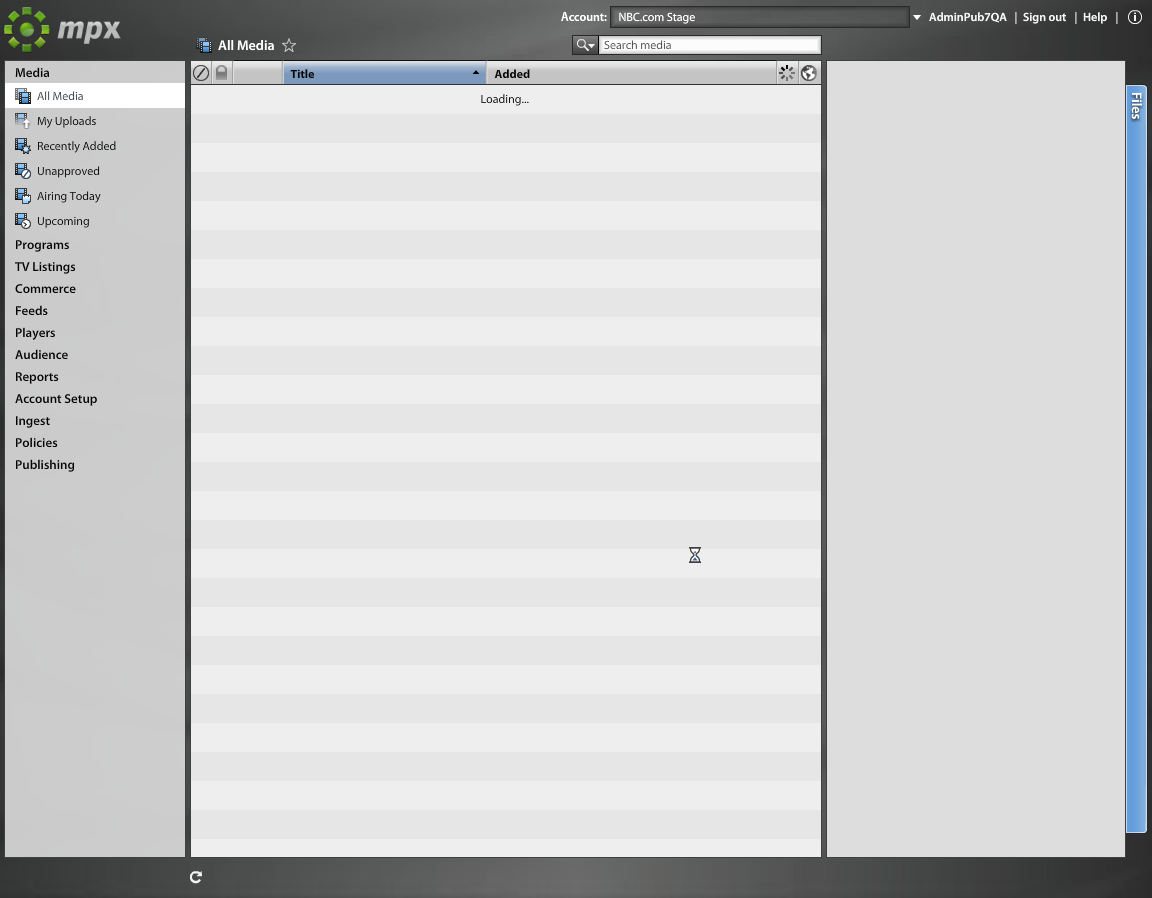 mpx
Account: NBC.com Stage AdminPub7QA | Sign out | Help |
All Media
Search media
Media
All Media
My Uploads
Recently Added
Unapproved
Airing Today
Upcoming
Programs
TV Listings
Commerce
Feeds
Players
Audience
Reports
Account Setup
Ingest
Policies
Publishing
Title Added
Loading...
Files